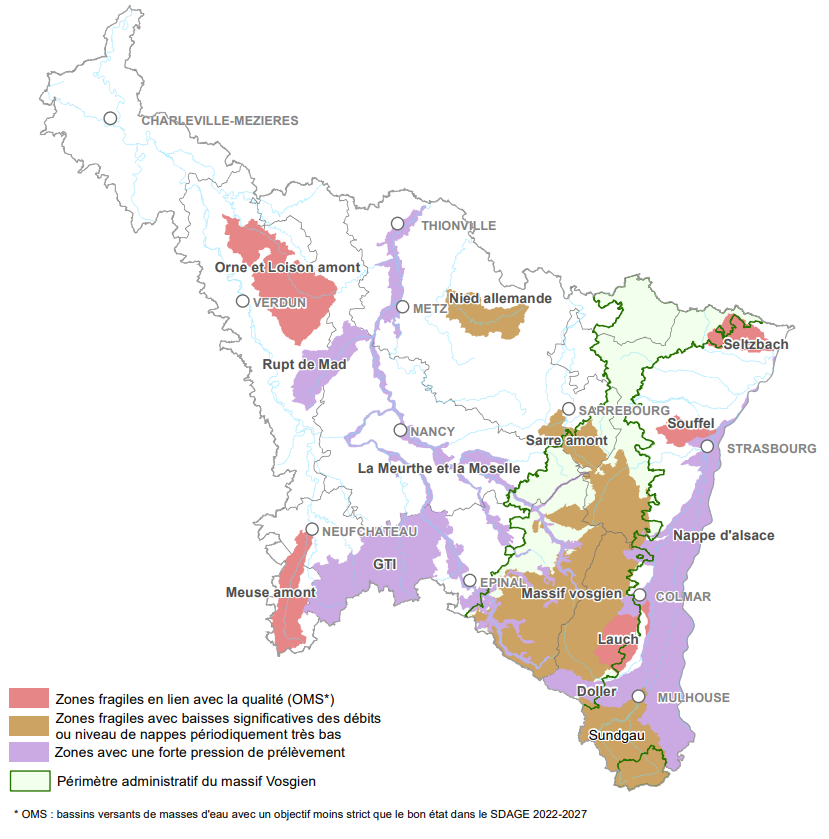 CHARLEVILLE-MEZIERES
THIONVILLE
Orne et Loison amont
VERDUN
METZ
Nied allemande
Seltzbach
Rupt de Mad
SARREBOURG
Souffel
NANCY
Sarre amont
STRASBOURG
La Meurthe et la Moselle
NEUFCHATEAU
Nappe d'alsace
GTI
EPINAL
Meuse amont
Massif vosgien
COLMAR
Lauch
Doller
MULHOUSE
Sundgau
Zones fragiles en lien avec la qualité (OMS*)
Zones fragiles avec baisses significatives des débits
ou niveau de nappes périodiquement très bas
Zones avec une forte pression de prélèvement
Périmètre administratif du massif Vosgien
* OMS : bassins versants de masses d'eau avec un objectif moins strict que le bon état dans le SDAGE 2022-2027